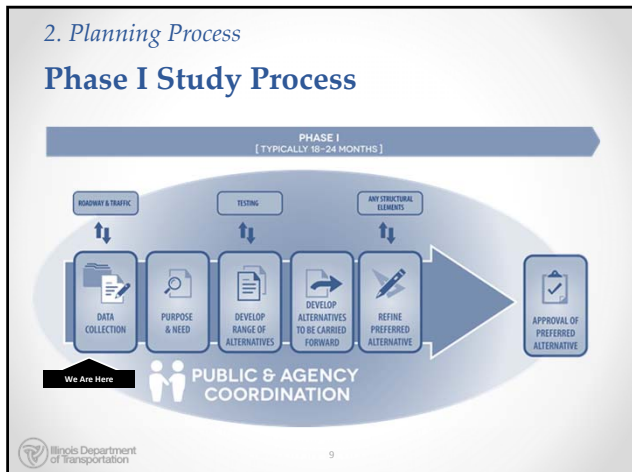 2. Planning Process
Phase I Study Process
PHASE I
[ TYPICALLY 18–24 MONTHS ]
ROADWAY & TRAFFIC
TESTING
ANY STRUCTURAL
ELEMENTS
DATA
COLLECTION
PURPOSE
& NEED
DEVELOP
RANGE OF
ALTERNATIVES
DEVELOP
ALTERNATIVES
TO BE CARRIED
FORWARD
REFINE
PREFERRED
ALTERNATIVE
APPROVAL OF
PREFERRED
ALTERNATIVE
We Are Here
PUBLIC & AGENCY
COORDINATION
Illinois Department
of Transportation
9